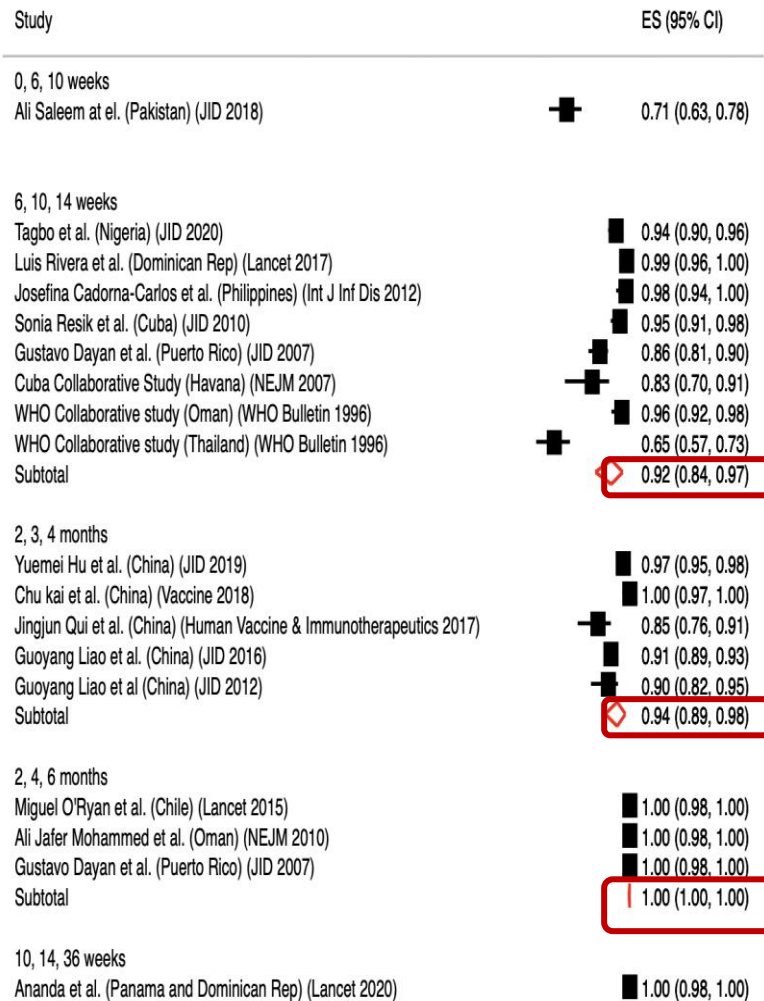 Study ES (95% CI)
0, 6, 10 weeks
Ali Saleem at el. (Pakistan) (JID 2018) 0.71 (0.63, 0.78)
6, 10, 14 weeks
Tagbo et al. (Nigeria) (JID 2020) 0.94 (0.90, 0.96)
Luis Rivera et al. (Dominican Rep) (Lancet 2017) 0.99 (0.96, 1.00)
Josefina Cadorna-Carlos et al. (Philippines) (Int J Inf Dis 2012) 0.98 (0.94, 1.00)
Sonia Resik et al. (Cuba) (JID 2010) 0.95 (0.91, 0.98)
Gustavo Dayan et al. (Puerto Rico) (JID 2007) 0.86 (0.81, 0.90)
Cuba Collaborative Study (Havana) (NEJM 2007) 0.83 (0.70, 0.91)
WHO Collaborative study (Oman) (WHO Bulletin 1996) 0.96 (0.92, 0.98)
WHO Collaborative study (Thailand) (WHO Bulletin 1996) 0.65 (0.57, 0.73)
Subtotal 0.92 (0.84, 0.97)
2, 3, 4 months
Yuemei Hu et al. (China) (JID 2019) 0.97 (0.95, 0.98)
Chu kai et al. (China) (Vaccine 2018) 1.00 (0.97, 1.00)
Jingjun Qui et al. (China) (Human Vaccine & Immunotherapeutics 2017) 0.85 (0.76, 0.91)
Guoyang Liao et al. (China) (JID 2016) 0.91 (0.89, 0.93)
Guoyang Liao et al (China) (JID 2012) 0.90 (0.82, 0.95)
Subtotal 0.94 (0.89, 0.98)
2, 4, 6 months
Miguel O'Ryan et al. (Chile) (Lancet 2015) 1.00 (0.98, 1.00)
Ali Jafer Mohammed et al. (Oman) (NEJM 2010) 1.00 (0.98, 1.00)
Gustavo Dayan et al. (Puerto Rico) (JID 2007) 1.00 (0.98, 1.00)
Subtotal 1.00 (1.00, 1.00)
10, 14, 36 weeks
Ananda et al. (Panama and Dominican Rep) (Lancet 2020) 1.00 (0.98, 1.00)